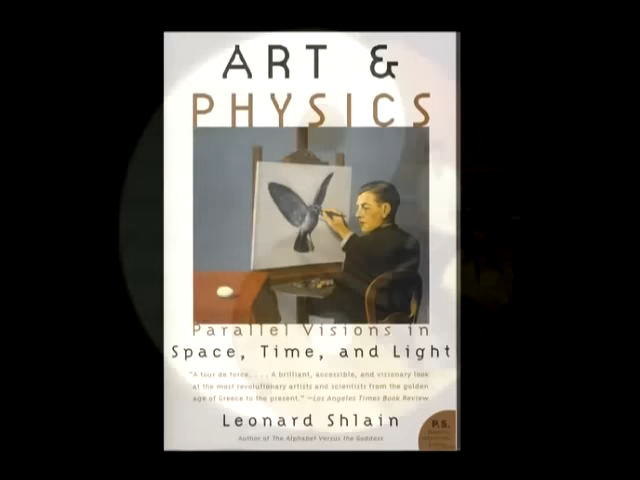 ART &
PHYSICS
Parallel Visions in
Space, Time, and Light
"A tour de force. . . . A brilliant, accessible, and visionary look
at the most revolutionary artists and scientists from the golden
age of Greece to the present." —Los Angeles Times Book Review
Leonard Shlain
Author of The Alphabet Versus the Goddess
P.S.